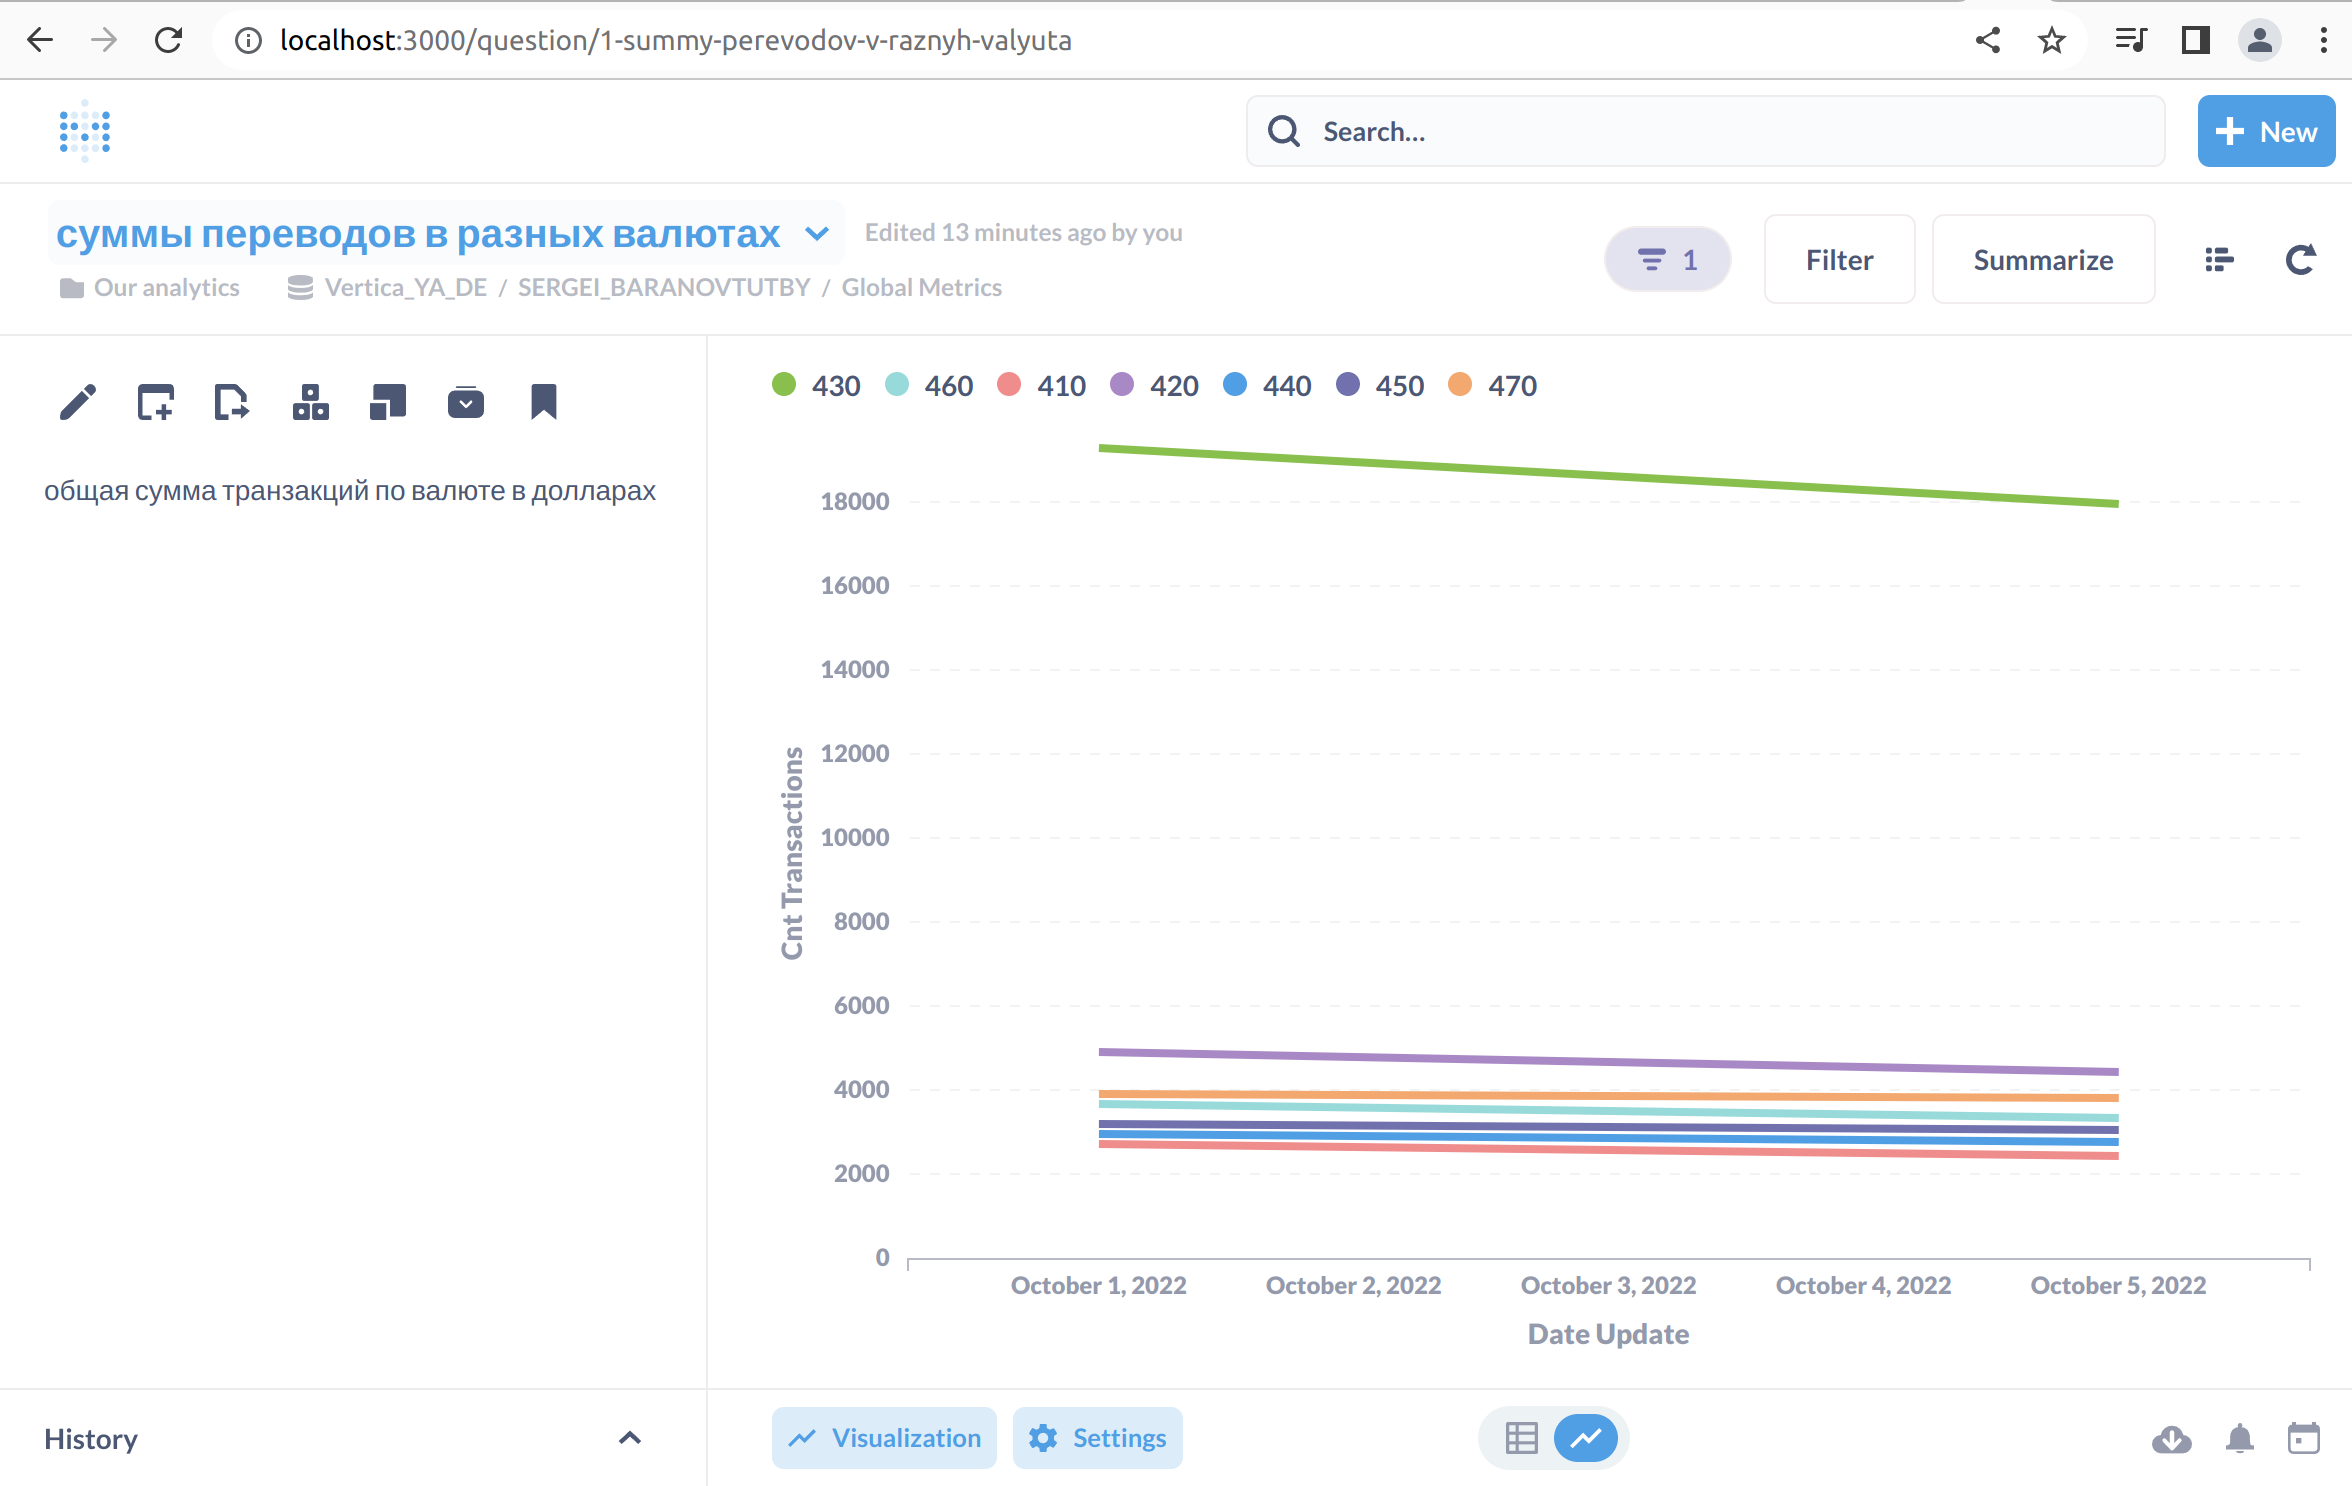 localhost:3000/question/1-summy-perevodov-v-raznyh-valyuta
Search...
New
суммы переводов в разных валютах
Edited 13 minutes ago by you
Our analytics
Vertica_YA_DE / SERGEI_BARANOVTUTBY / Global Metrics
1
Filter
Summarize
общая сумма транзакций по валюте в долларах
430 460 410 420 440 450 470
18000
16000
14000
12000
10000
8000
6000
4000
2000
0
Cnt Transactions
October 1, 2022 October 2, 2022 October 3, 2022 October 4, 2022 October 5, 2022
Date Update
History
Visualization
Settings